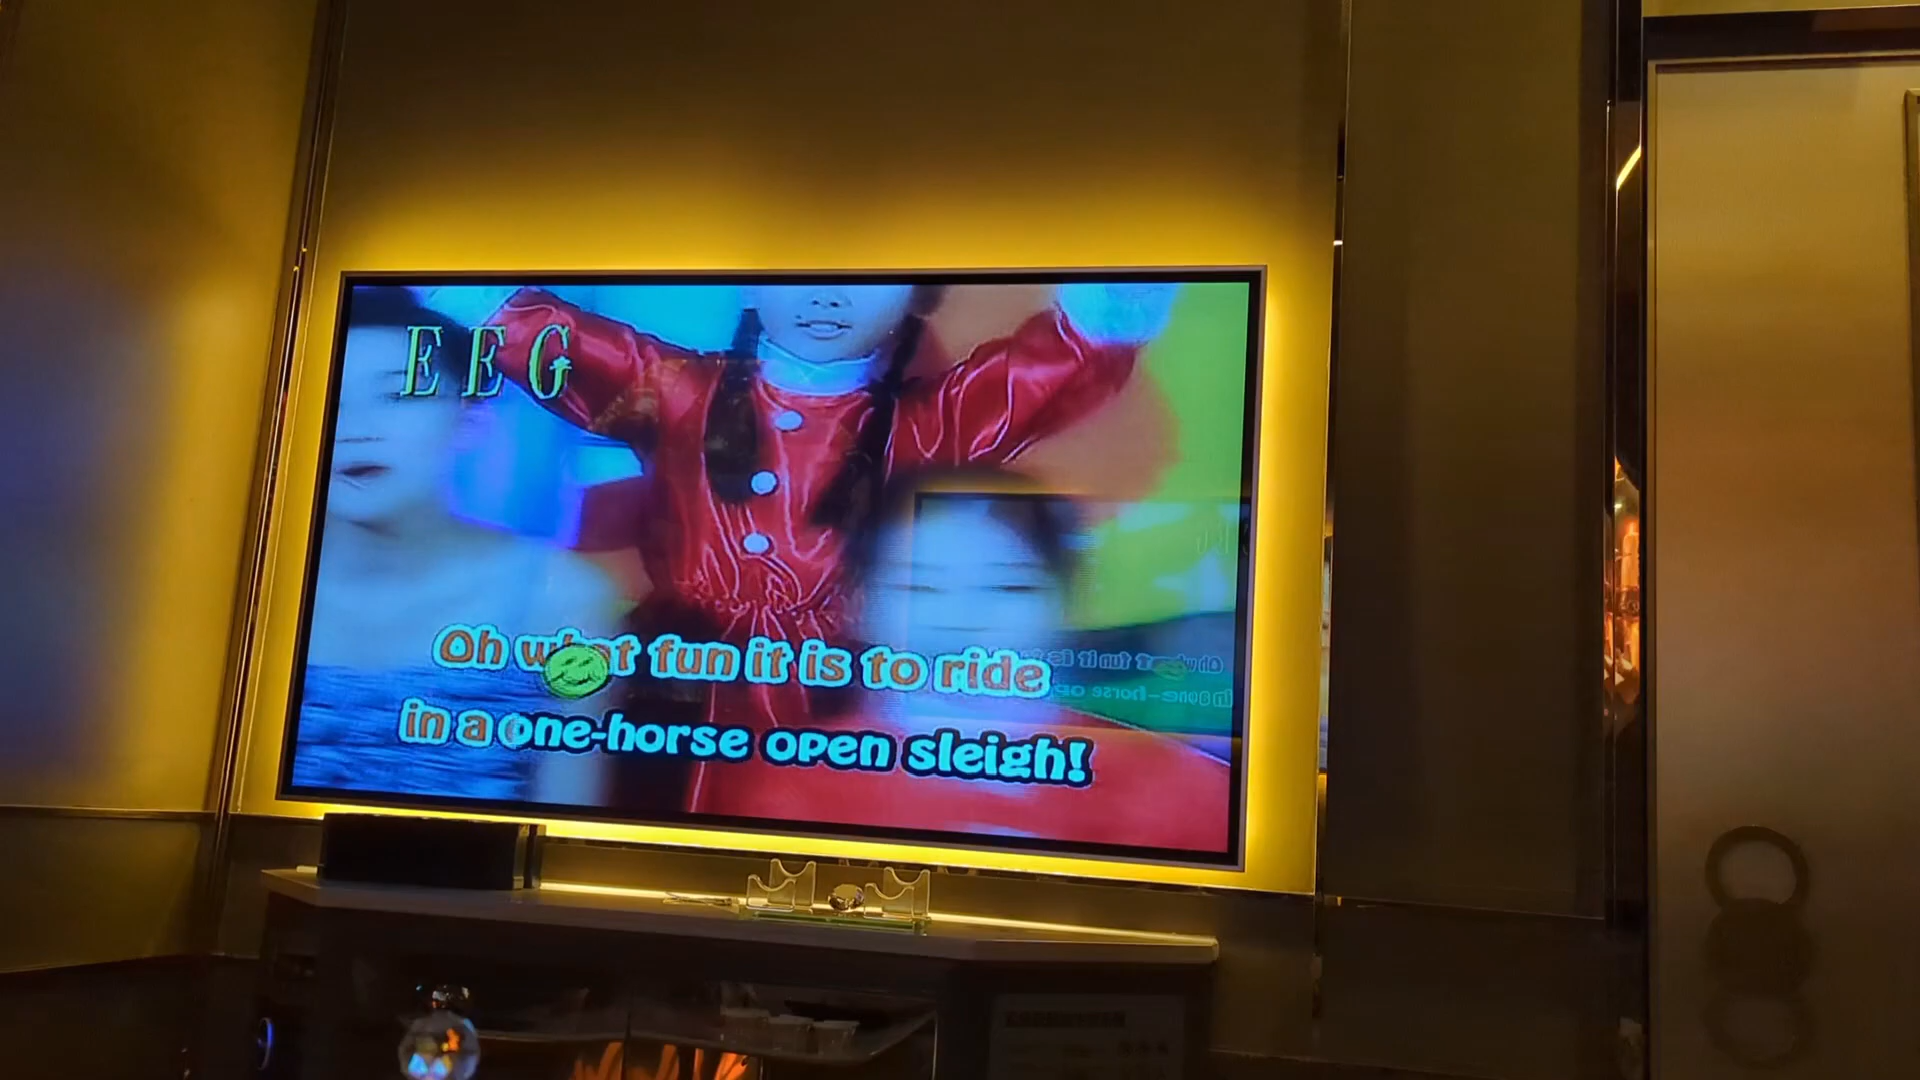 EEG
Oh what fun it is to ride
in a one-horse open sleigh!